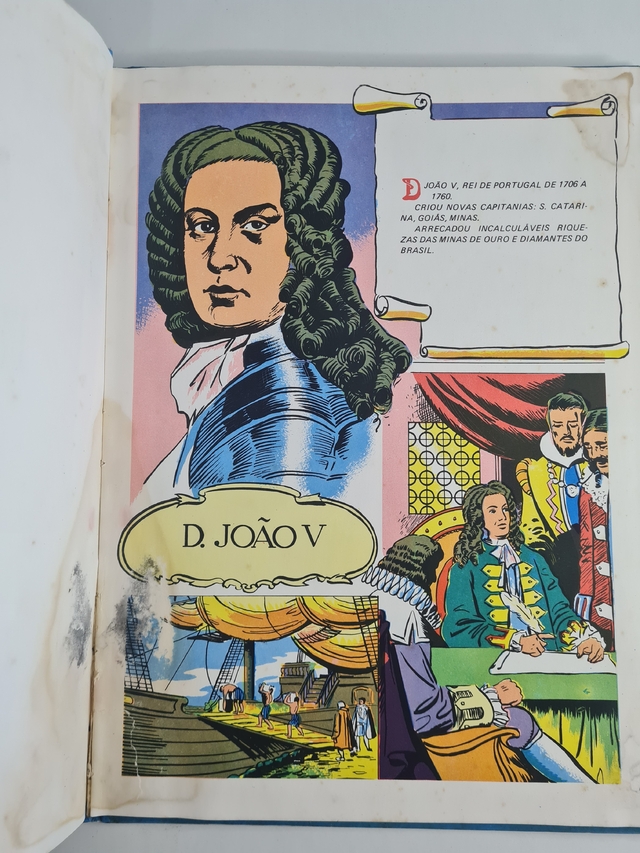 D JOÃO V, REI DE PORTUGAL DE 1706 A
1760.
CRIOU NOVAS CAPITANIAS: S. CATARI-
NA, GOIÁS, MINAS.
ARRECADOU INCALCULÁVEIS RIQUE-
ZAS DAS MINAS DE OURO E DIAMANTES DO
BRASIL.
D. JOÃO V